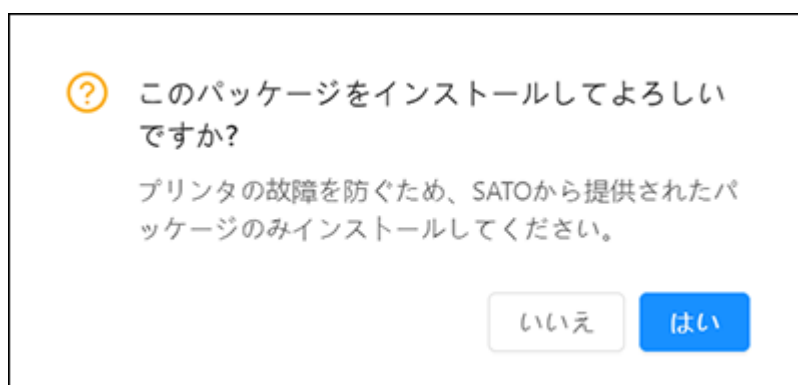 このパッケージをインストールしてよろしい
ですか?
プリンタの故障を防ぐため、SATOから提供されたパ
ッケージのみインストールしてください。
いいえ はい